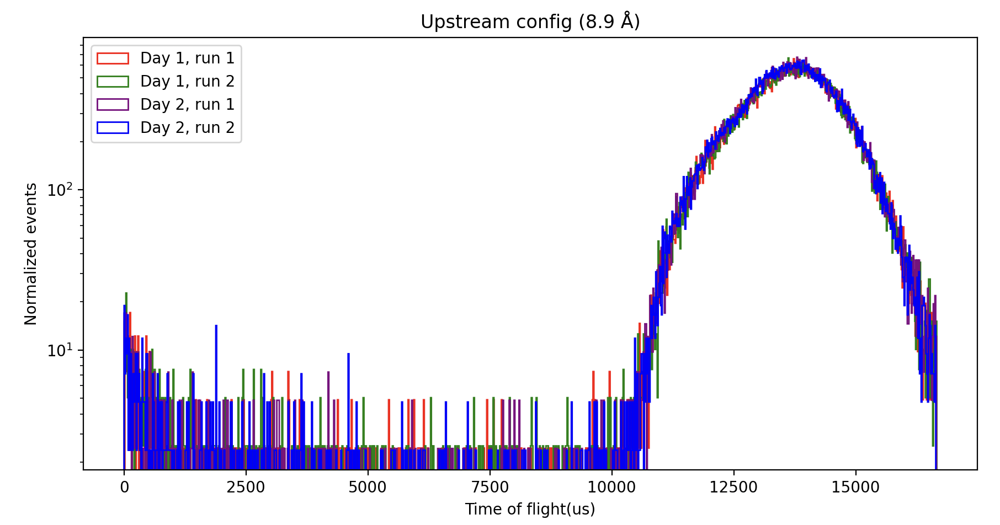 Upstream config (8.9 Å)
Day 1, run 1
Day 1, run 2
Day 2, run 1
Day 2, run 2
Normalized events
10²
10¹
0 2500 5000 7500 10000 12500 15000
Time of flight(us)